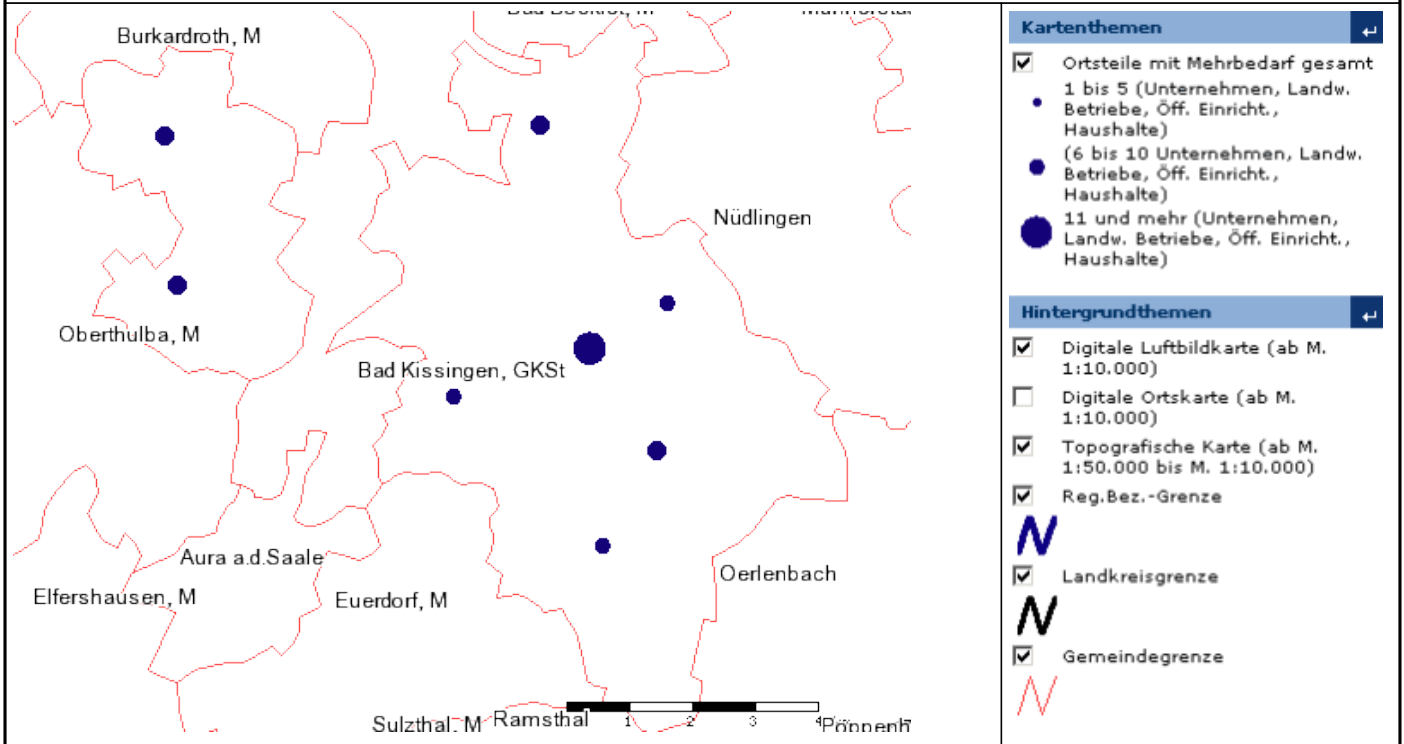 Burkardroth, M
Nüdlingen
Oberthulba, M
Bad Kissingen, GKSt
Aura a.d.Saale
Elfershausen, M
Euerdorf, M
Oerlenbach
Sulzthal, M
Ramsthal
1 2 3 4
Kartenthemen
Ortsteile mit Mehrbedarf gesamt
1 bis 5 (Unternehmen, Landw.
Betriebe, Öff. Einricht.,
Haushalte)
(6 bis 10 Unternehmen, Landw.
Betriebe, Öff. Einricht.,
Haushalte)
11 und mehr (Unternehmen,
Landw. Betriebe, Öff. Einricht.,
Haushalte)
Hintergrundthemen
Digitale Luftbildkarte (ab M.
1:10.000)
Digitale Ortskarte (ab M.
1:10.000)
Topografische Karte (ab M.
1:50.000 bis M. 1:10.000)
Reg.Bez.-Grenze
Landkreisgrenze
Gemeindegrenze